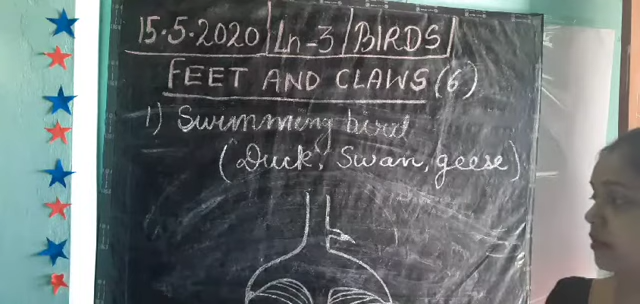 15.5.2020 | Ln-3 | BIRDS |
FEET AND CLAWS (6)
1) Swimming bird
(Duck, Swan, geese)